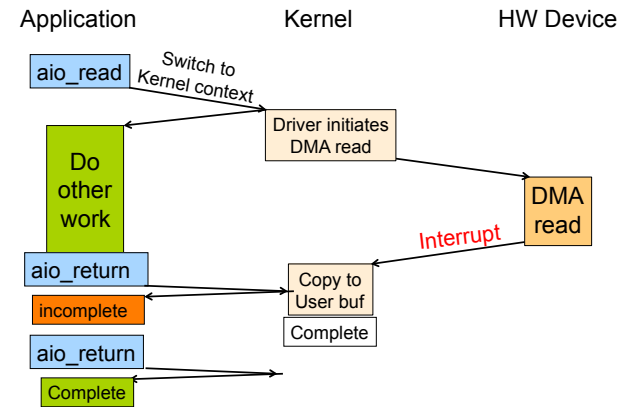 Application
Kernel
HW Device
aio_read
Switch to
Kernel context
Driver initiates
DMA read
Do
other
work
DMA
read
Interrupt
aio_return
Copy to
User buf
incomplete
Complete
aio_return
Complete